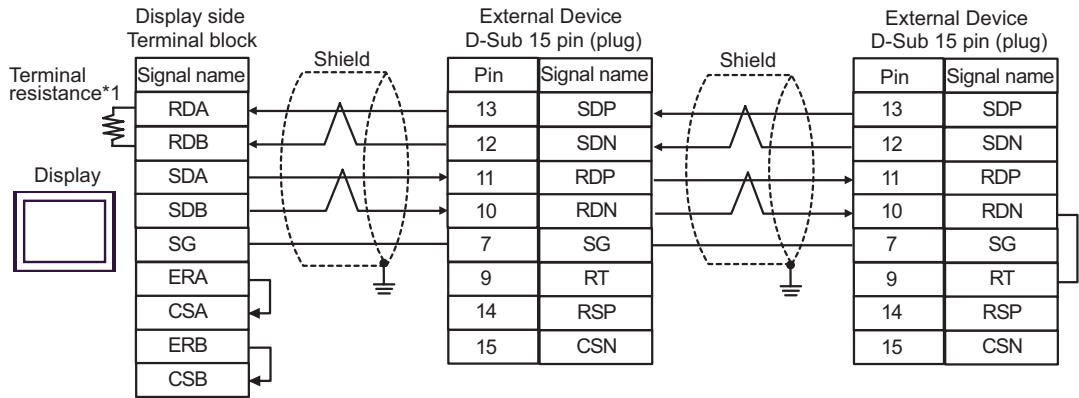 Display side
Terminal block
External Device
D-Sub 15 pin (plug)
External Device
D-Sub 15 pin (plug)
Shield
Shield
Terminal
resistance*1
Display
Signal name
RDA
RDB
SDA
SDB
SG
ERA
CSA
ERB
CSB
Pin Signal name
13 SDP
12 SDN
11 RDP
10 RDN
7 SG
9 RT
14 RSP
15 CSN
Pin Signal name
13 SDP
12 SDN
11 RDP
10 RDN
7 SG
9 RT
14 RSP
15 CSN